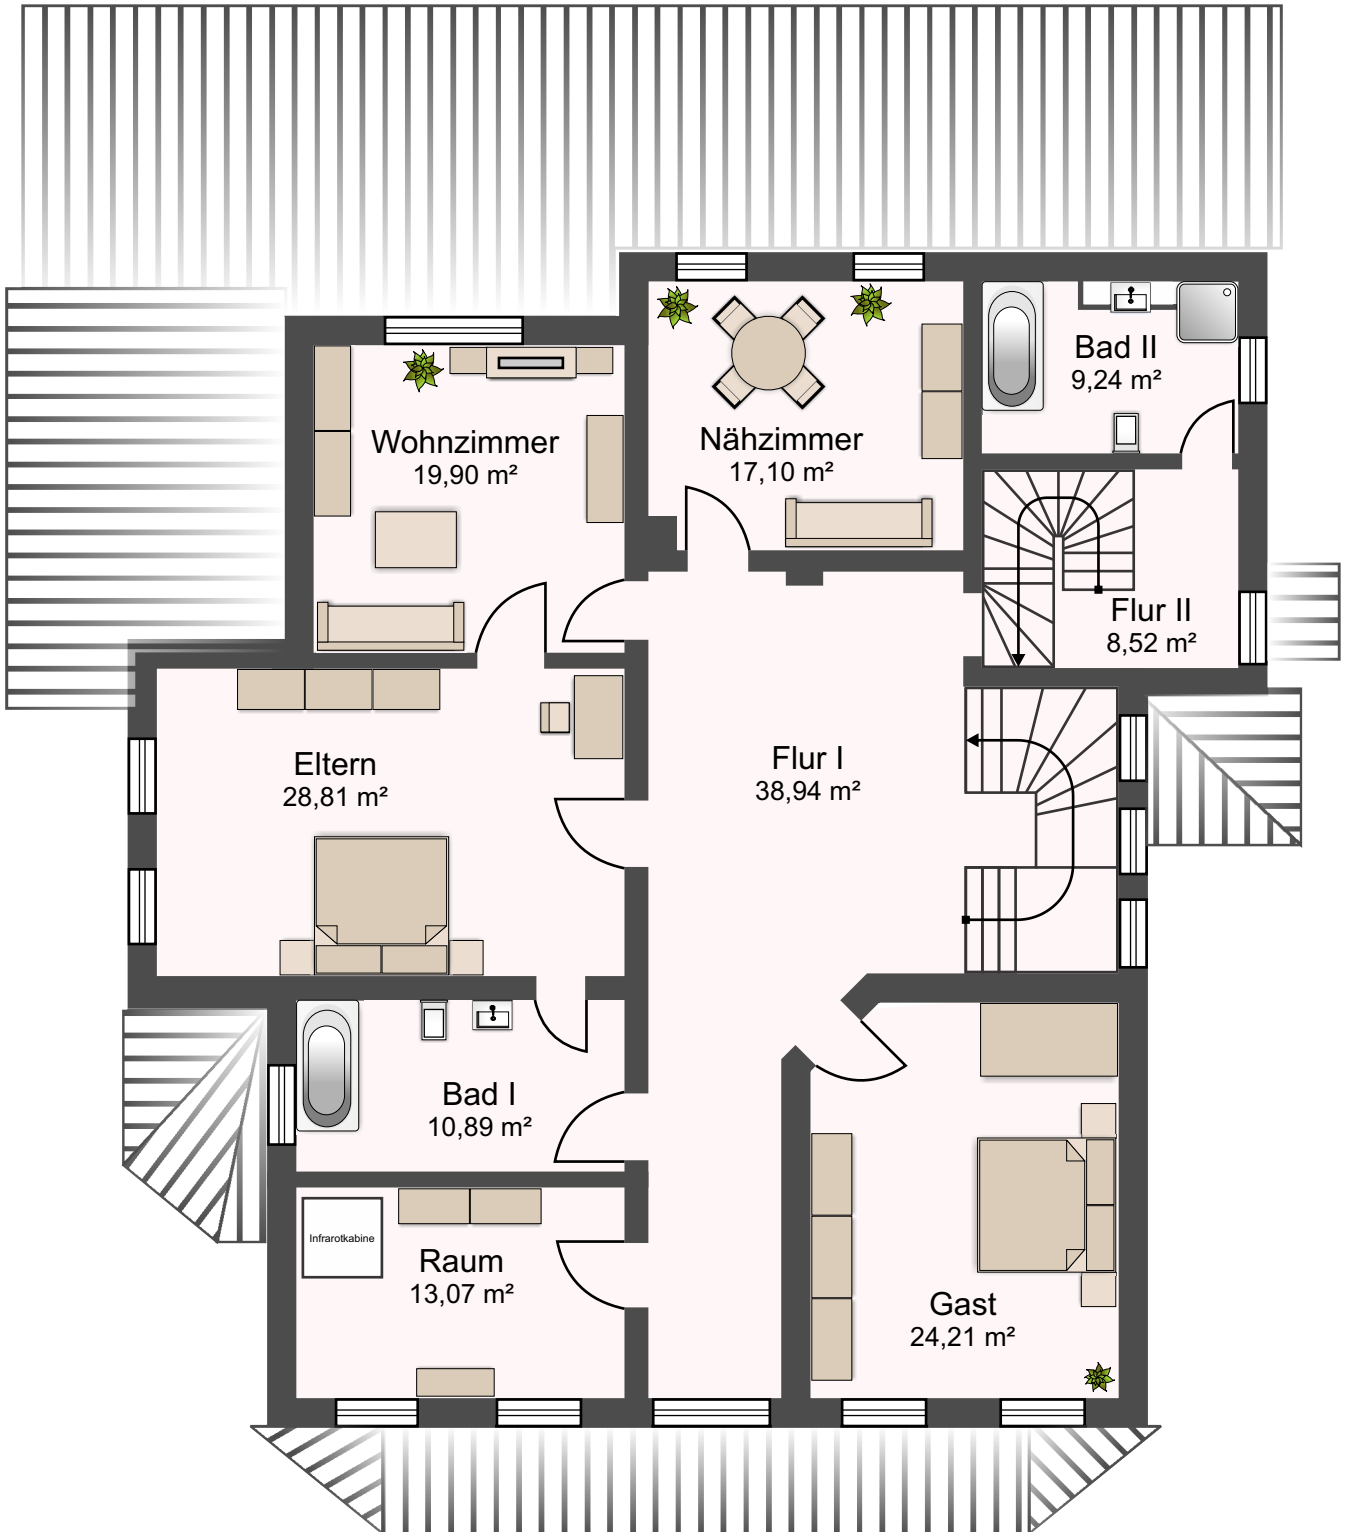 Bad II
9,24 m²
Wohnzimmer
19,90 m²
Nähzimmer
17,10 m²
Flur II
8,52 m²
Eltern
28,81 m²
Flur I
38,94 m²
Bad I
10,89 m²
Infrarotkabine
Raum
13,07 m²
Gast
24,21 m²